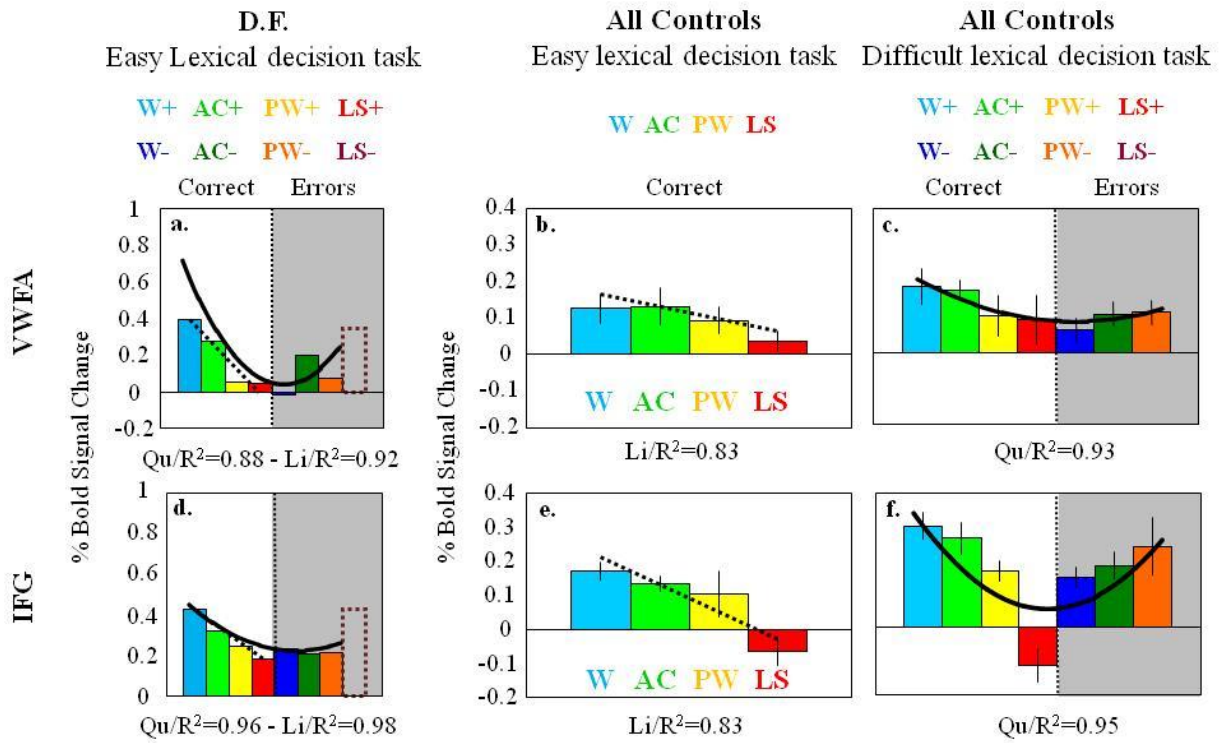 D.F.
Easy Lexical decision task
All Controls
Easy lexical decision task
All Controls
Difficult lexical decision task
W+ AC+ PW+ LS+
W- AC- PW- LS-
W AC PW LS
W+ AC+ PW+ LS+
W- AC- PW- LS-
Correct Errors
Correct
Correct Errors
VWFA
% Bold Signal Change
1
0.8
0.6
0.4
0.2
0
-0.2
a.
Qu/R²=0.88 - Li/R²=0.92
% Bold Signal Change
0.4
0.3
0.2
0.1
0
-0.1
-0.2
b.
W AC PW LS
Li/R²=0.83
c.
Qu/R²=0.93
IFG
1
0.8
0.6
0.4
0.2
0
d.
Qu/R²=0.96 - Li/R²=0.98
0.4
0.3
0.2
0.1
0
-0.1
-0.2
e.
W AC PW LS
Li/R²=0.83
f.
Qu/R²=0.95